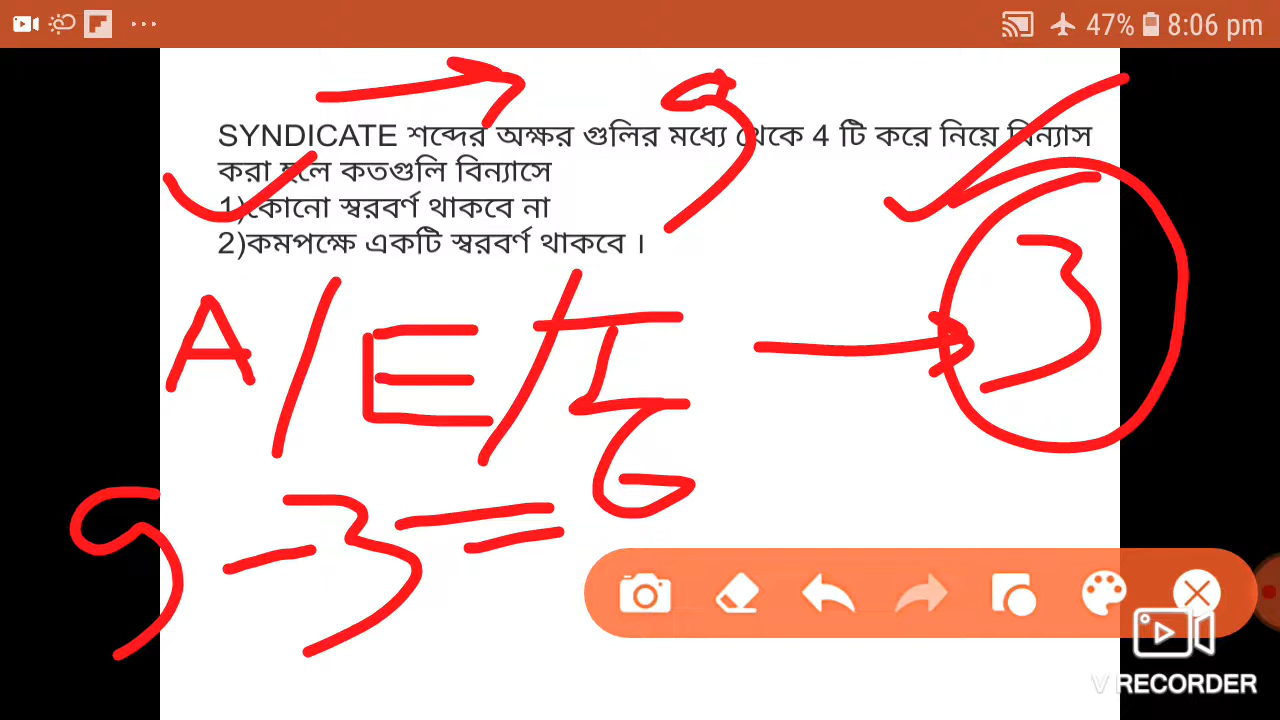 47% 8:06 pm
9
SYNDICATE শব্দের অক্ষর গুলির মধ্যে থেকে 4 টি করে নিয়ে বিন্যাস
করা হলে কতগুলি বিন্যাসে
1)কোনো স্বরবর্ণ থাকবে না
2)কমপক্ষে একটি স্বরবর্ণ থাকবে ।
A/E/I → 3
9-3=6
V RECORDER